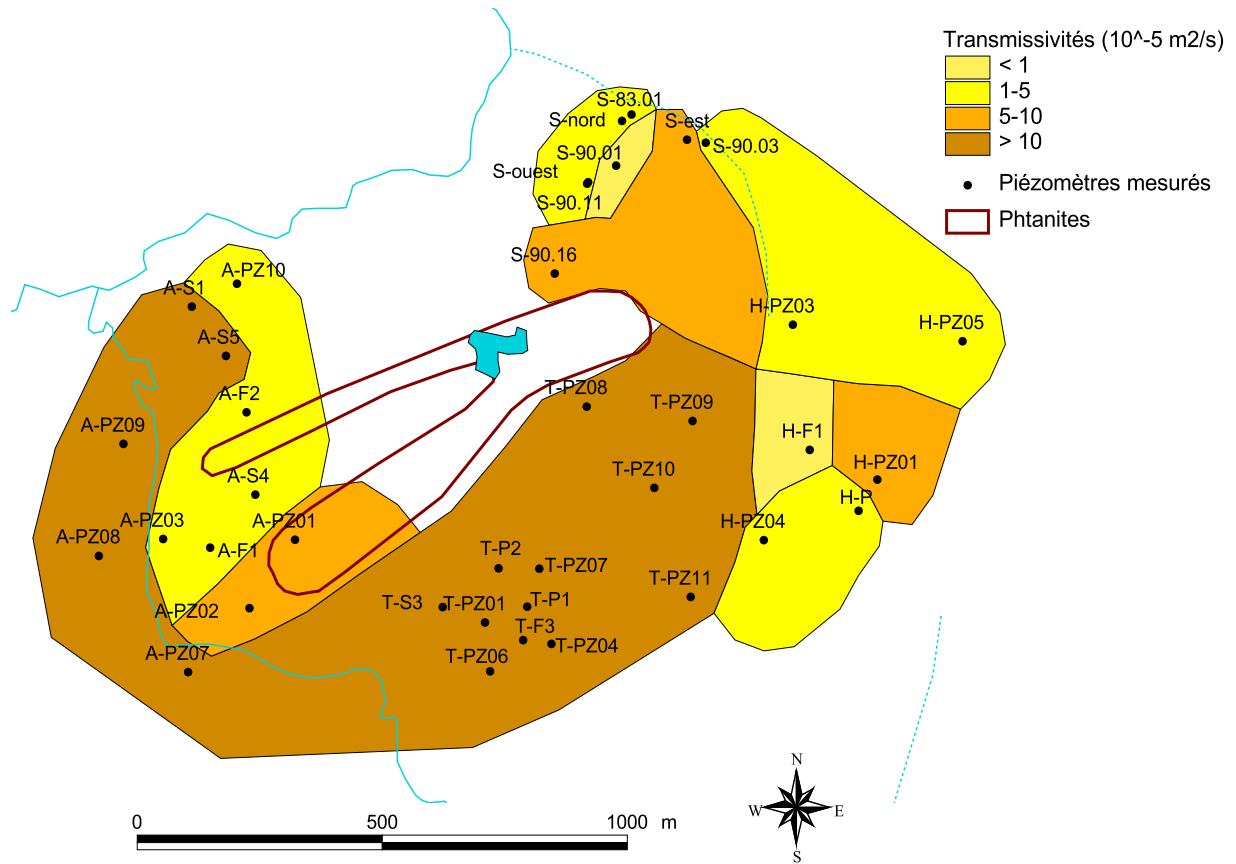 Transmissivités (10^-5 m2/s)
< 1
1-5
5-10
> 10
Piézomètres mesurés
Phtanites
S-83.01
S-nord
S-est
S-90.03
S-90.01
S-ouest
S-90.11
S-90.16
A-PZ10
A-S1
H-PZ03
H-PZ05
A-S5
A-F2
T-PZ08
T-PZ09
A-PZ09
H-F1
H-PZ01
T-PZ10
A-S4
H-P
A-PZ03
A-PZ01
H-PZ04
A-PZ08
A-F1
T-P2
T-PZ07
T-PZ11
A-PZ02
T-S3
T-PZ01
T-P1
T-F3
T-PZ04
A-PZ07
T-PZ06
N
W
E
S
0
500
1000 m